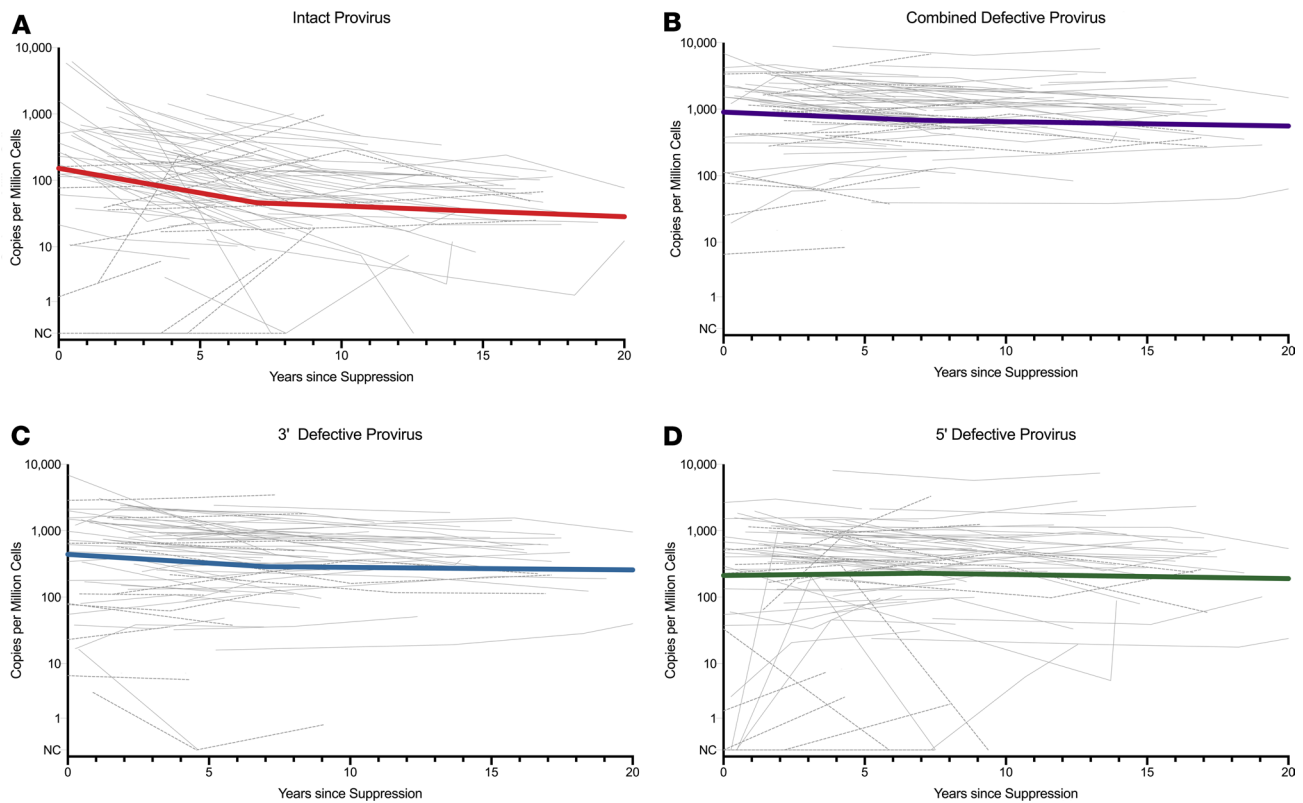 A
Intact Provirus
Copies per Million Cells
10,000
1,000
100
10
1
NC
0 5 10 15 20
Years since Suppression
B
Combined Defective Provirus
Copies per Million Cells
10,000
1,000
100
10
1
NC
0 5 10 15 20
Years since Suppression
C
3' Defective Provirus
Copies per Million Cells
10,000
1,000
100
10
1
NC
0 5 10 15 20
Years since Suppression
D
5' Defective Provirus
Copies per Million Cells
10,000
1,000
100
10
1
NC
0 5 10 15 20
Years since Suppression